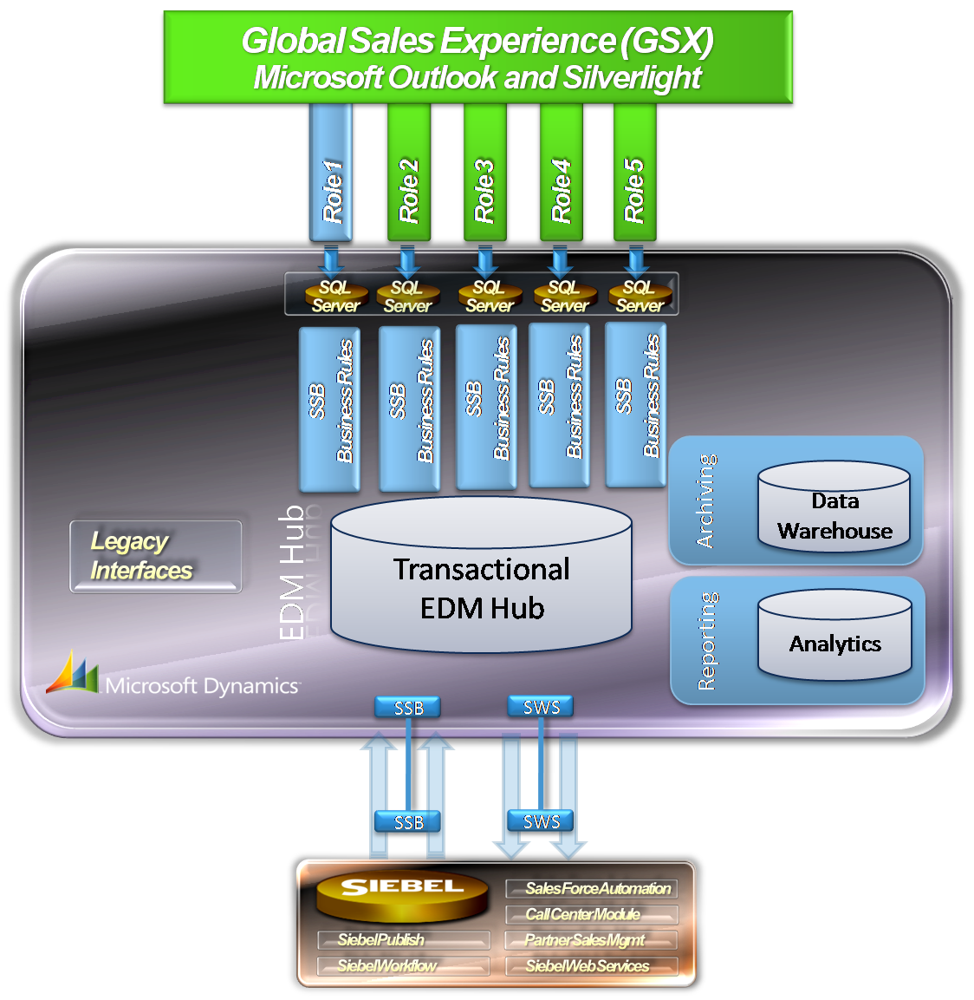 Global Sales Experience (GSX)
Microsoft Outlook and Silverlight
Role 1
Role 2
Role 3
Role 4
Role 5
SQL
Server
SQL
Server
SQL
Server
SQL
Server
SQL
Server
SSB
Business Rules
SSB
Business Rules
SSB
Business Rules
SSB
Business Rules
SSB
Business Rules
Archiving
Data
Warehouse
Legacy
Interfaces
EDM Hub
Transactional
EDM Hub
Reporting
Analytics
Microsoft Dynamics
SSB
SWS
SSB
SWS
SIEBEL
Siebel Publish
Siebel Workflow
Sales Force Automation
Call Center Module
Partner Sales Mgmt
Siebel Web Services